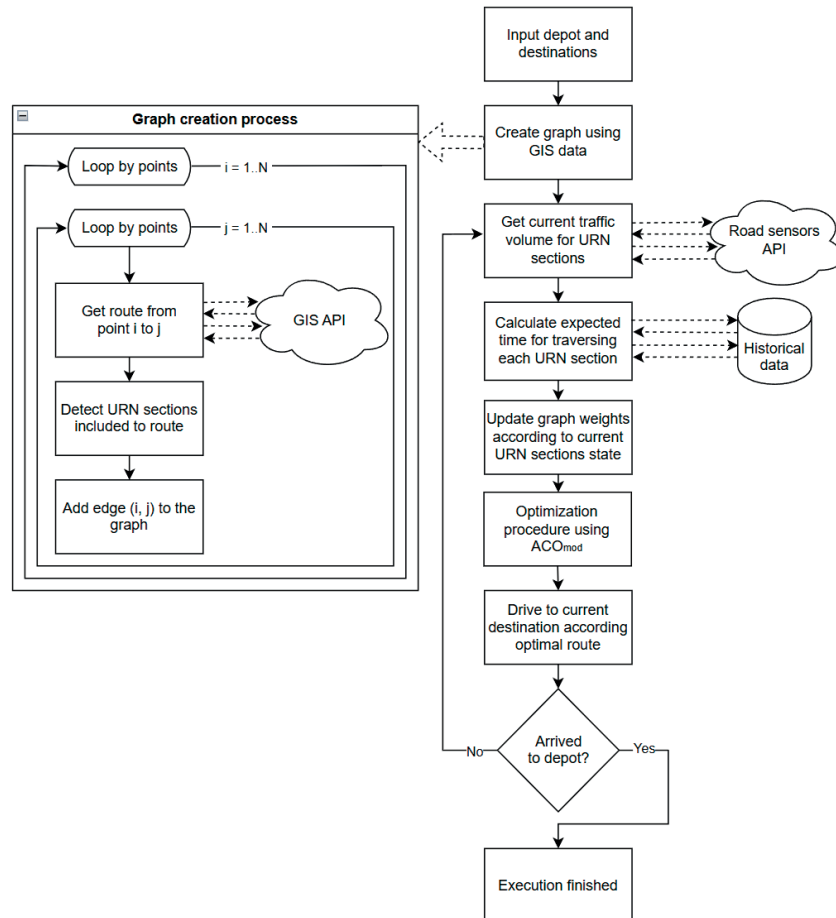 Input depot and
destinations
Graph creation process
Loop by points
i = 1..N
Loop by points
j = 1..N
Get route from
point i to j
GIS API
Detect URN sections
included to route
Add edge (i, j) to the
graph
Create graph using
GIS data
Get current traffic
volume for URN
sections
Road sensors
API
Calculate expected
time for traversing
each URN section
Historical
data
Update graph weights
according to current
URN sections state
Optimization
procedure using
ACOmod
Drive to current
destination according
optimal route
Arrived
to depot?
No
Yes
Execution finished